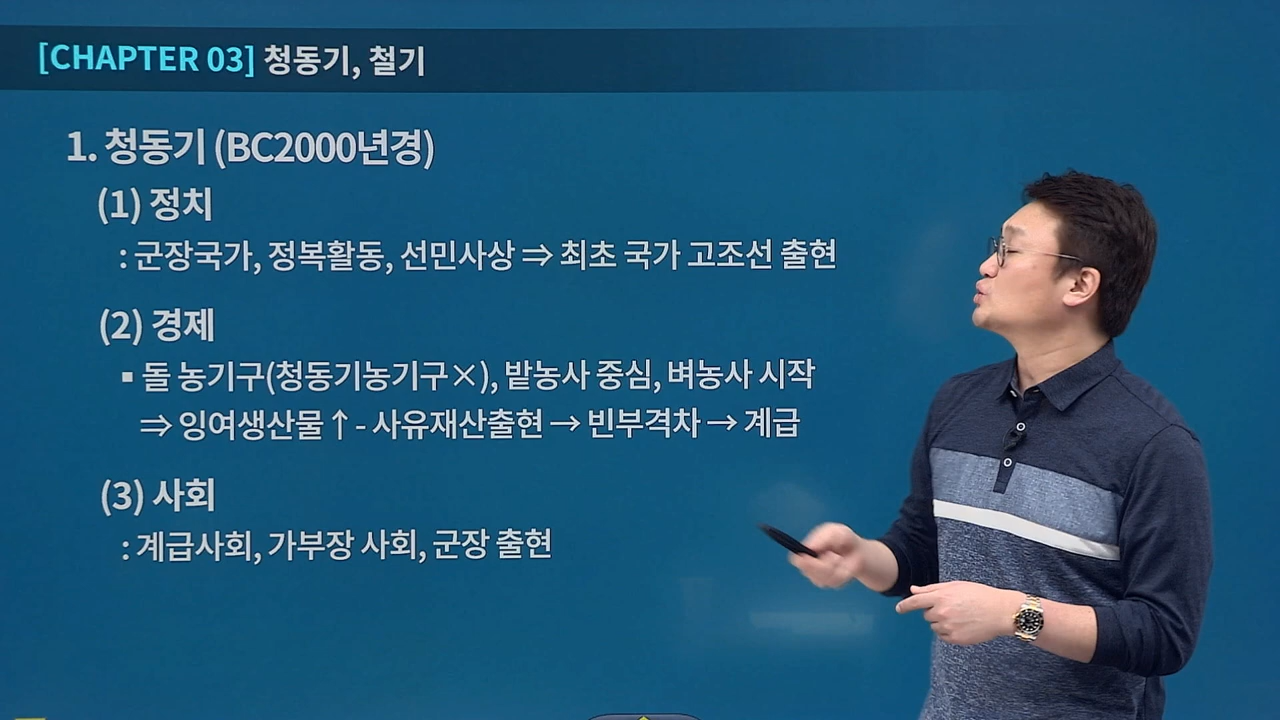 [CHAPTER 03] 청동기, 철기
1. 청동기 (BC2000년경)
(1) 정치
: 군장국가, 정복활동, 선민사상 ⇒ 최초 국가 고조선 출현
(2) 경제
▪ 돌 농기구(청동기농기구×), 밭농사 중심, 벼농사 시작
⇒ 잉여생산물↑- 사유재산출현 → 빈부격차 → 계급
(3) 사회
: 계급사회, 가부장 사회, 군장 출현